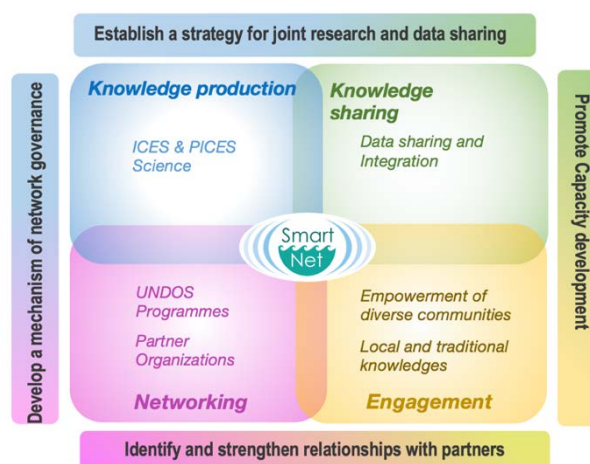 Establish a strategy for joint research and data sharing
Develop a mechanism of network governance
Knowledge production
ICES & PICES
Science
Knowledge
sharing
Data sharing and
Integration
Promote Capacity development
Smart
Net
UNDOS
Programmes
Partner
Organizations
Networking
Empowerment of
diverse communities
Local and traditional
knowledges
Engagement
Identify and strengthen relationships with partners